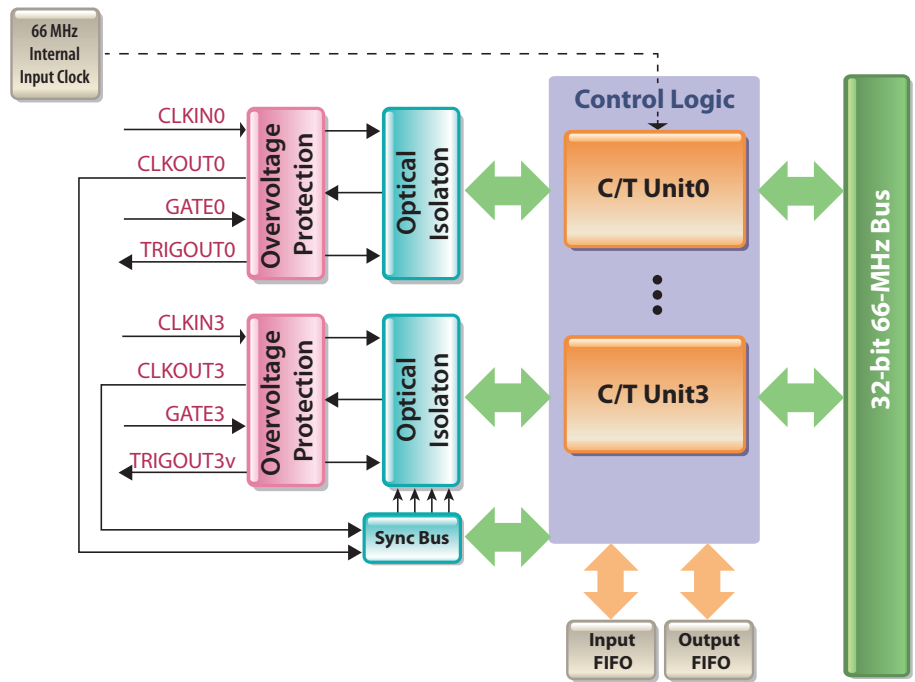 66 MHz
Internal
Input Clock
CLKIN0
CLKOUT0
GATE0
TRIGOUT0
Overvoltage
Protection
Optical
Isolaton
Control Logic
C/T Unit0
CLKIN3
CLKOUT3
GATE3
TRIGOUT3v
Overvoltage
Protection
Optical
Isolaton
C/T Unit3
Sync Bus
Input
FIFO
Output
FIFO
32-bit 66-MHz Bus